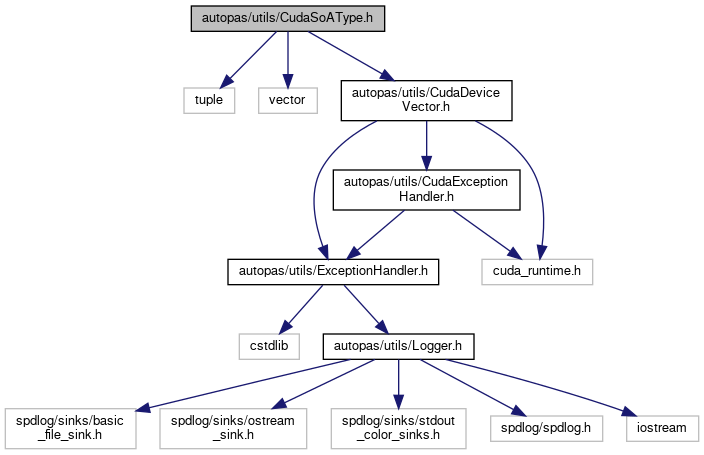 autopas/utils/CudaSoAType.h
tuple
vector
autopas/utils/CudaDevice
Vector.h
autopas/utils/CudaException
Handler.h
autopas/utils/ExceptionHandler.h
cuda_runtime.h
cstdlib
autopas/utils/Logger.h
spdlog/sinks/basic
_file_sink.h
spdlog/sinks/ostream
_sink.h
spdlog/sinks/stdout
_color_sinks.h
spdlog/spdlog.h
iostream